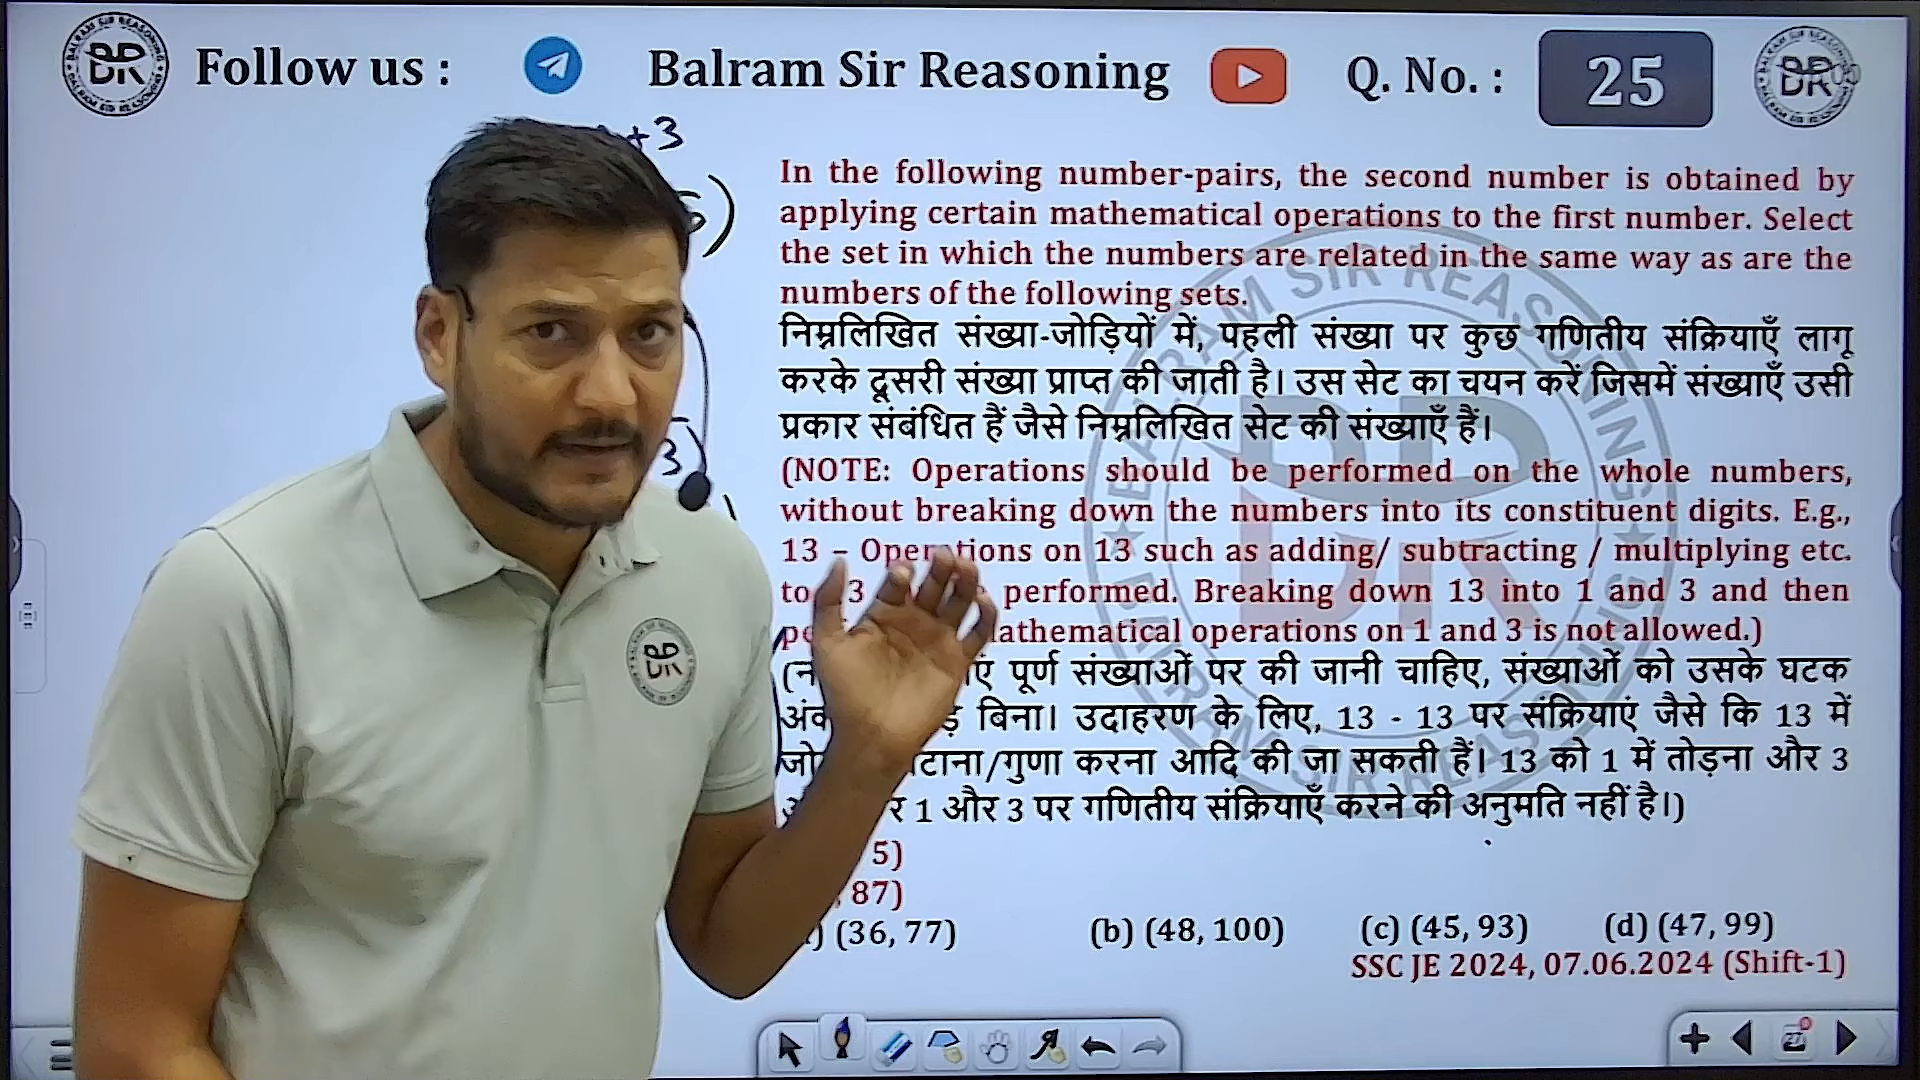 Follow us :
Balram Sir Reasoning
Q. No. :
25
+3
In the following number-pairs, the second number is obtained by
applying certain mathematical operations to the first number. Select
the set in which the numbers are related in the same way as are the
numbers of the following sets.
निम्नलिखित संख्या-जोड़ियों में, पहली संख्या पर कुछ गणितीय संक्रियाएँ लागू
करके दूसरी संख्या प्राप्त की जाती है। उस सेट का चयन करें जिसमें संख्याएँ उसी
प्रकार संबंधित हैं जैसे निम्नलिखित सेट की संख्याएँ हैं।
(NOTE: Operations should be performed on the whole numbers,
without breaking down the numbers into its constituent digits. E.g.,
13 – Operations on 13 such as adding/ subtracting / multiplying etc.
to 3 performed. Breaking down 13 into 1 and 3 and then
athematical operations on 1 and 3 is not allowed.)
पूर्ण संख्याओं पर की जानी चाहिए, संख्याओं को उसके घटक
बिना। उदाहरण के लिए, 13 - 13 पर संक्रियाएं जैसे कि 13 में
टाना/गुणा करना आदि की जा सकती हैं। 13 को 1 में तोड़ना और 3
र 1 और 3 पर गणितीय संक्रियाएँ करने की अनुमति नहीं है।)
5)
, 87)
) (36, 77) (b) (48, 100) (c) (45, 93) (d) (47, 99)
SSC JE 2024, 07.06.2024 (Shift-1)